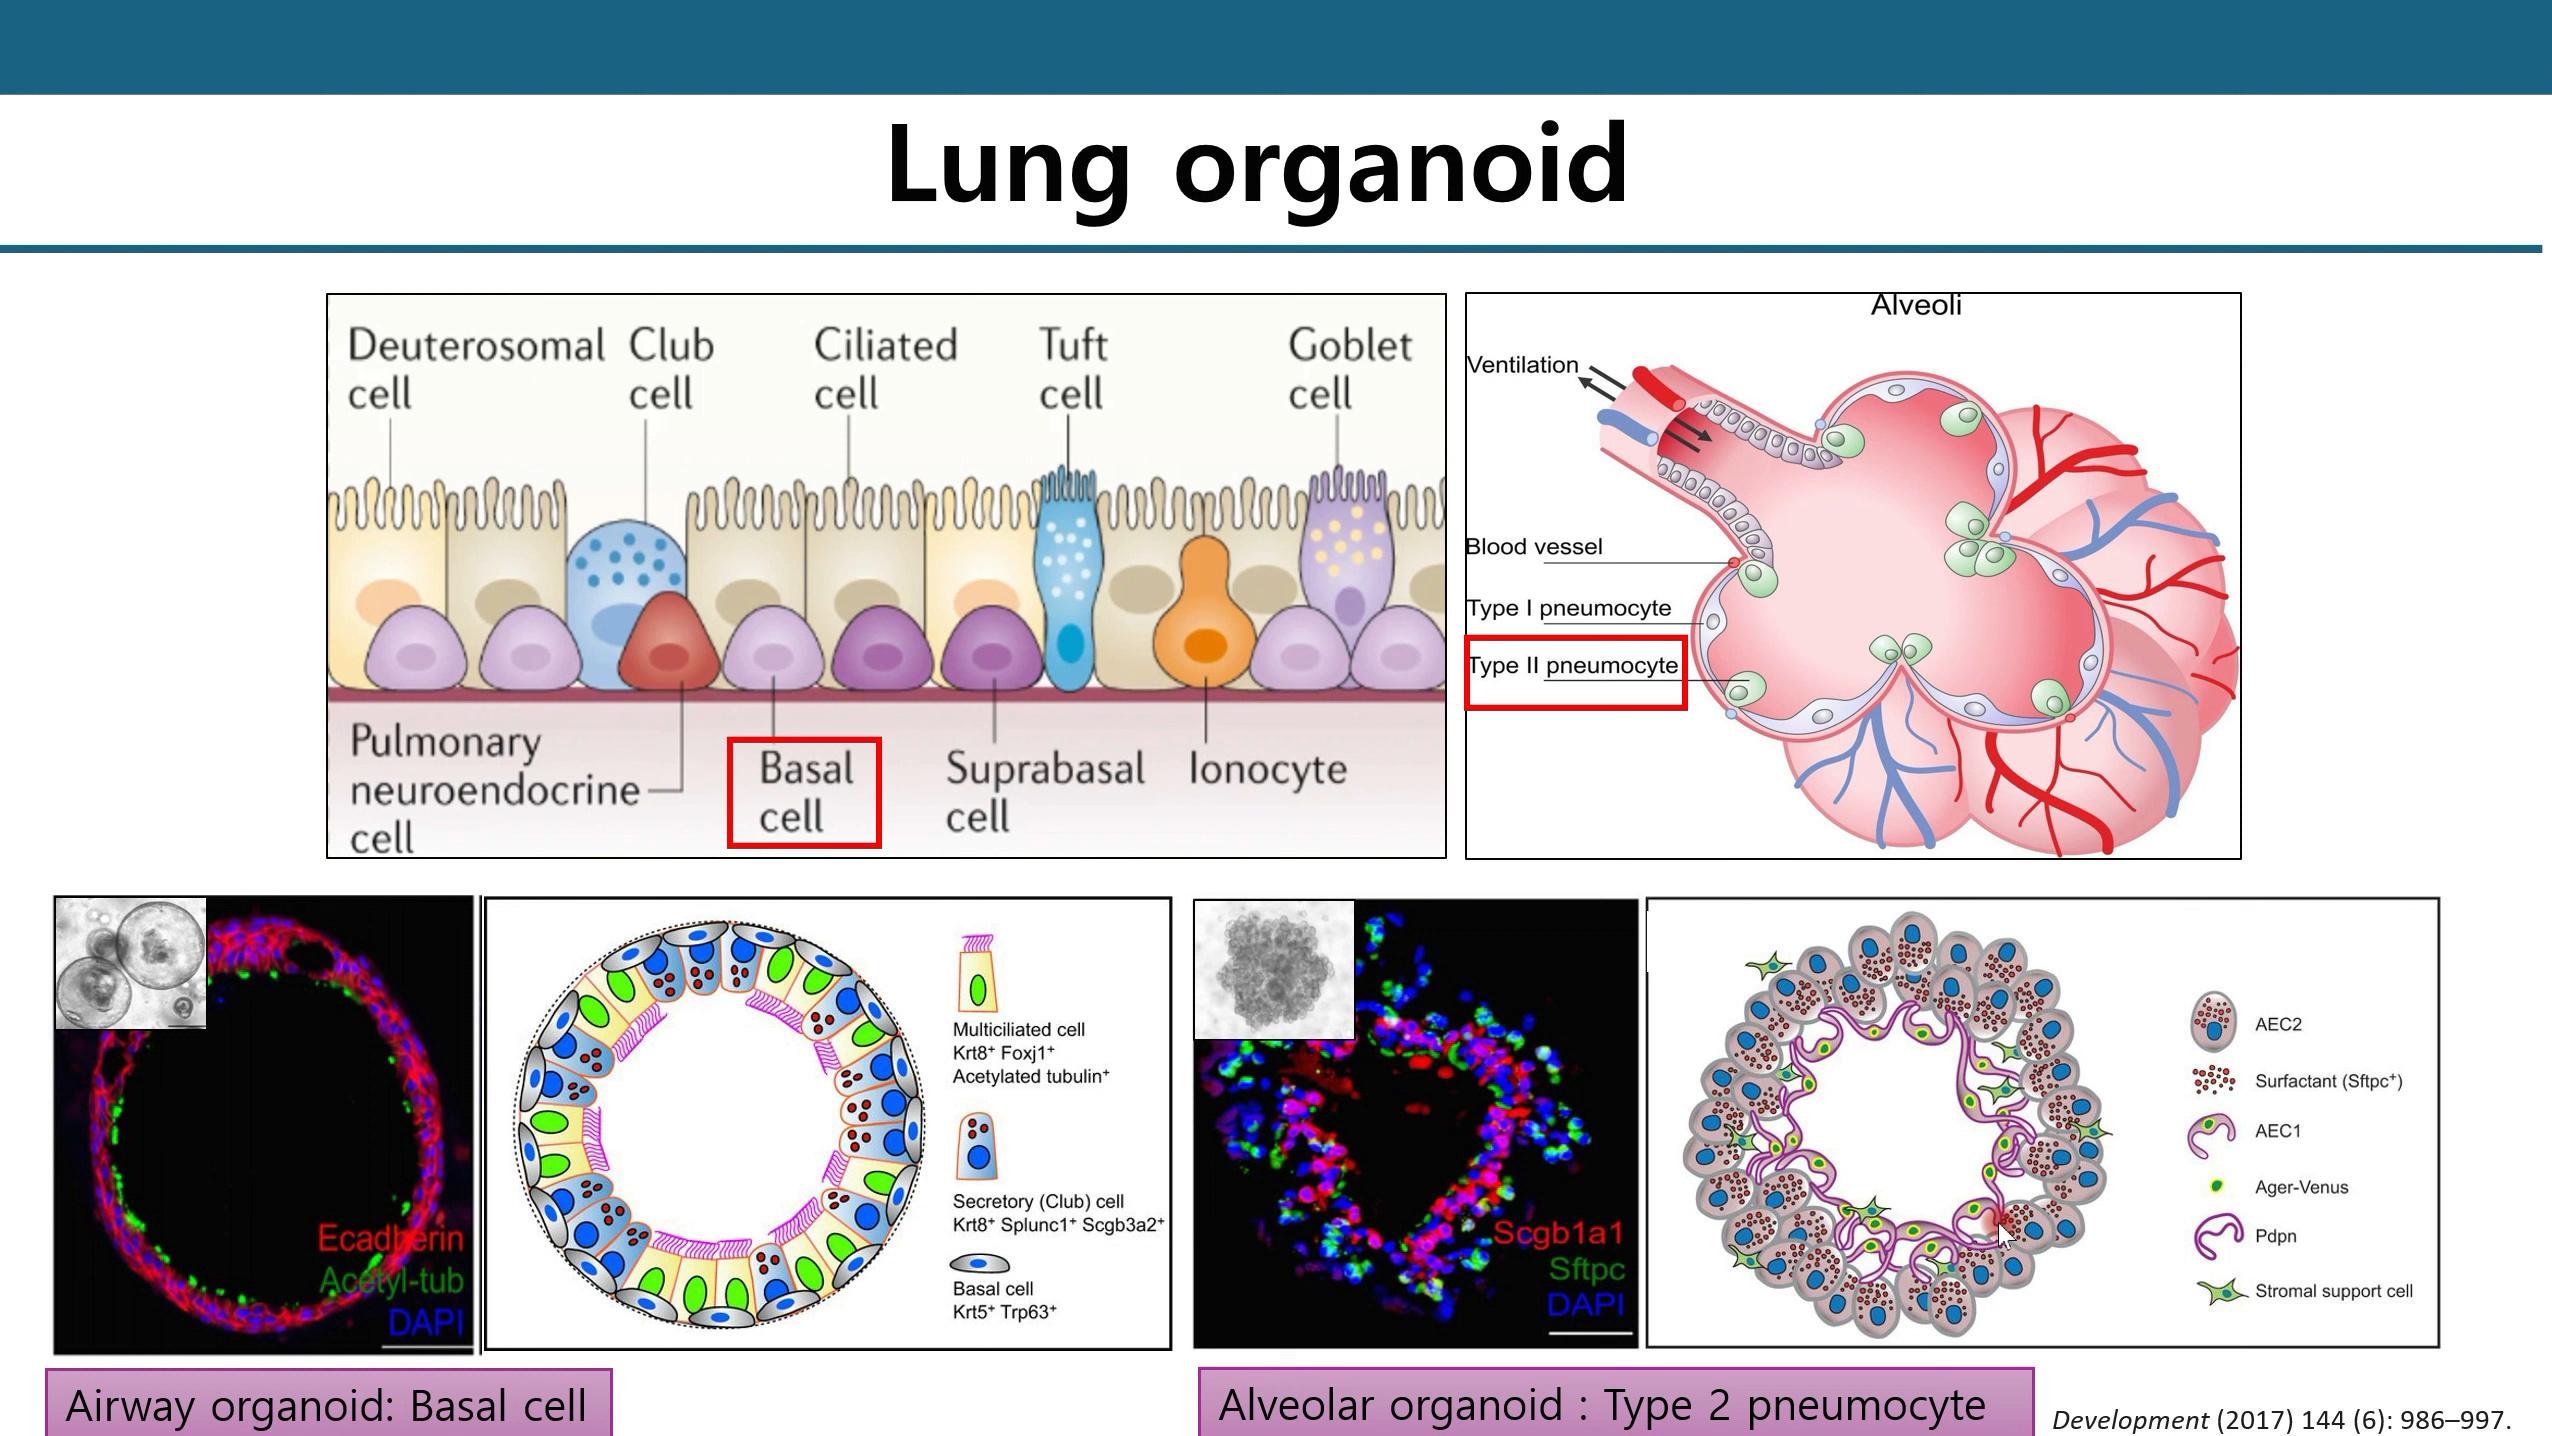 Lung organoid
Deuterosomal
cell
Club
cell
Ciliated
cell
Tuft
cell
Goblet
cell
Pulmonary
neuroendocrine
cell
Basal
cell
Suprabasal
cell
Ionocyte
Alveoli
Ventilation
Blood vessel
Type I pneumocyte
Type II pneumocyte
Ecadherin
Acetyl-tub
DAPI
Multiciliated cell
Krt8⁺ Foxj1⁺
Acetylated tubulin⁺
Secretory (Club) cell
Krt8⁺ Splunc1⁺ Scgb3a2⁺
Basal cell
Krt5⁺ Trp63⁺
Scgb1a1
Sftpc
DAPI
AEC2
Surfactant (Sftpc⁺)
AEC1
Ager-Venus
Pdpn
Stromal support cell
Airway organoid: Basal cell
Alveolar organoid : Type 2 pneumocyte
Development (2017) 144 (6): 986–997.